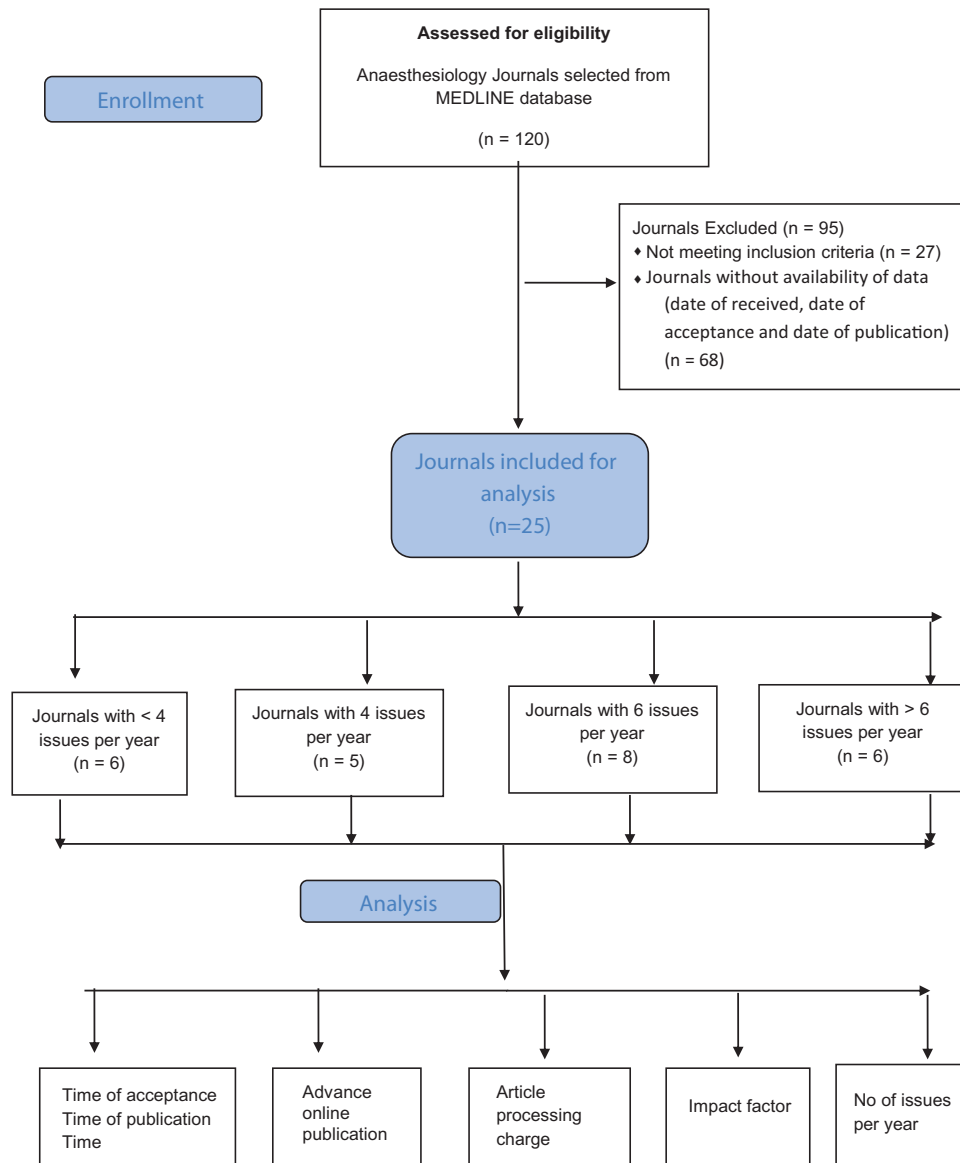 Assessed for eligibility
Anaesthesiology Journals selected from
MEDLINE database
(n = 120)
Enrollment
Journals Excluded (n = 95)
♦ Not meeting inclusion criteria (n = 27)
♦ Journals without availability of data
(date of received, date of
acceptance and date of publication)
(n = 68)
Journals included for
analysis
(n=25)
Journals with < 4
issues per year
(n = 6)
Journals with 4 issues
per year
(n = 5)
Journals with 6 issues
per year
(n = 8)
Journals with > 6
issues per year
(n = 6)
Analysis
Time of acceptance
Time of publication
Time
Advance
online
publication
Article
processing
charge
Impact factor
No of issues
per year